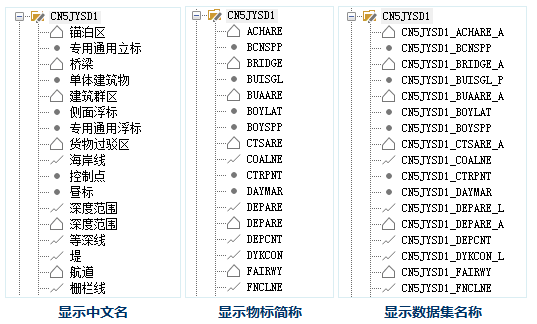 CN5JYSD1
锚泊区
专用通用立标
桥梁
单体建筑物
建筑群区
侧面浮标
专用通用浮标
货物过驳区
海岸线
控制点
昼标
深度范围
深度范围
等深线
堤
航道
栅栏线
显示中文名
CN5JYSD1
ACHARE
BCNSPP
BRIDGE
BUISGL
BUAARE
BOYLAT
BOYSPP
CTSARE
COALNE
CTRPNT
DAYMAR
DEPARE
DEPARE
DEPCNT
DYKCON
FAIRWY
FNCLNE
显示物标简称
CN5JYSD1
CN5JYSD1_ACHARE_A
CN5JYSD1_BCNSPP
CN5JYSD1_BRIDGE_A
CN5JYSD1_BUISGL_P
CN5JYSD1_BUAARE_A
CN5JYSD1_BOYLAT
CN5JYSD1_BOYSPP
CN5JYSD1_CTSARE_A
CN5JYSD1_COALNE
CN5JYSD1_CTRPNT
CN5JYSD1_DAYMAR
CN5JYSD1_DEPARE_L
CN5JYSD1_DEPARE_A
CN5JYSD1_DEPCNT
CN5JYSD1_DYKCON_L
CN5JYSD1_FAIRWY
CN5JYSD1_FNCLNE
显示数据集名称